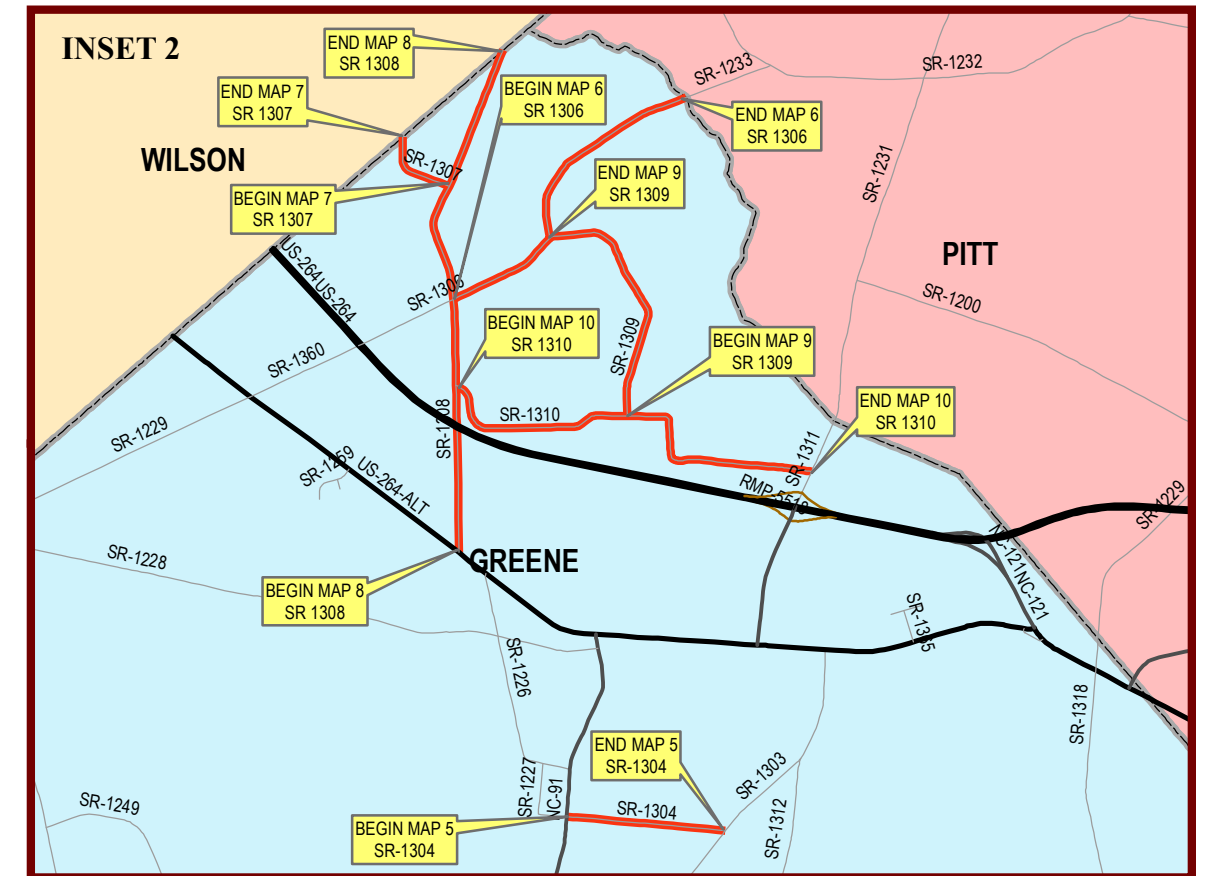 INSET 2
END MAP 8
SR 1308
SR-1233
SR-1232
END MAP 7
SR 1307
BEGIN MAP 6
SR 1306
END MAP 6
SR 1306
WILSON
SR-1307
SR-1231
END MAP 9
SR 1309
BEGIN MAP 7
SR 1307
PITT
US-264
US-264
SR-1306
SR-1200
BEGIN MAP 10
SR 1310
SR-1309
BEGIN MAP 9
SR 1309
SR-1360
SR-1310
SR-1308
END MAP 10
SR 1310
SR-1229
SR-1311
SR-1259
US-264-ALT
RMP-5513
SR-1229
NC-121
NC-121
SR-1228
GREENE
BEGIN MAP 8
SR 1308
SR-1365
SR-1226
SR-1318
END MAP 5
SR-1304
SR-1303
SR-1227
NC-91
SR-1304
SR-1312
SR-1249
BEGIN MAP 5
SR-1304